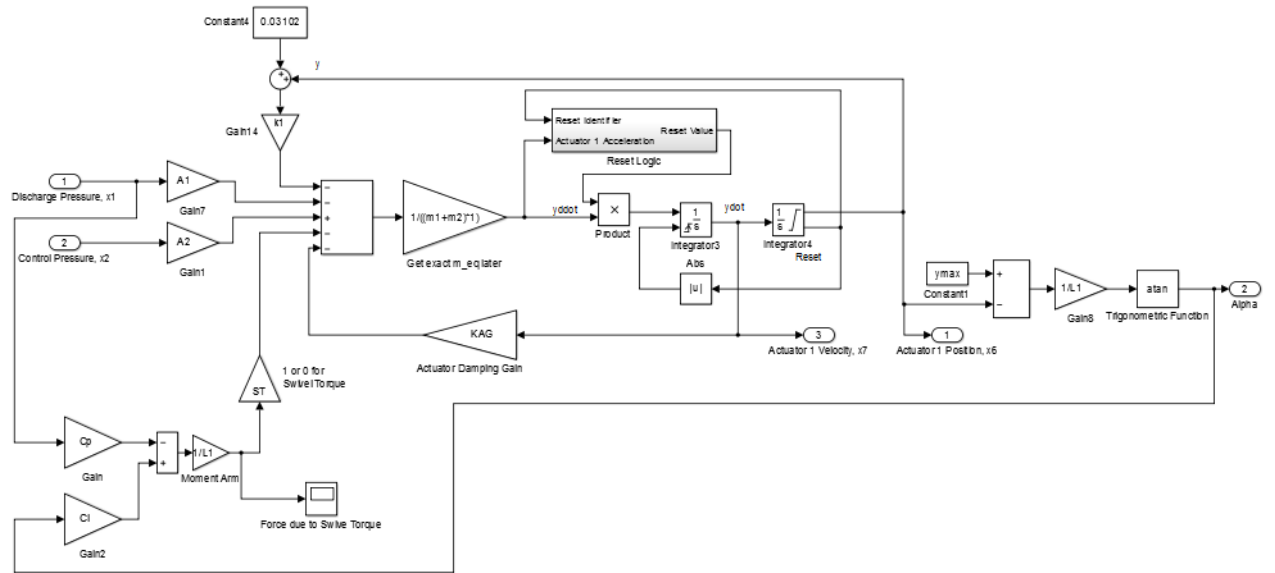 Constant4
0.03102
y
+
+
k1
Gain14
Reset Identifier
Reset Value
Actuator 1 Acceleration
Reset Logic
1
Discharge Pressure, x1
A1
Gain7
2
Control Pressure, x2
A2
Gain1
−
−
+
−
−
1/((m1+m2)*1)
Get exact m_eq later
yddot
×
Product
1
s
Integrator3
ydot
1
s
Integrator4
Reset
Abs
|u|
KAG
Actuator Damping Gain
3
Actuator 1 Velocity, x7
1
Actuator 1 Position, x6
ymax
Constant1
+
−
1/L1
Gain8
atan
Trigonometric Function
2
Alpha
1 or 0 for
Swivel Torque
ST
Cp
Gain
−
+
1/L1
Moment Arm
Force due to Swive Torque
Cl
Gain2